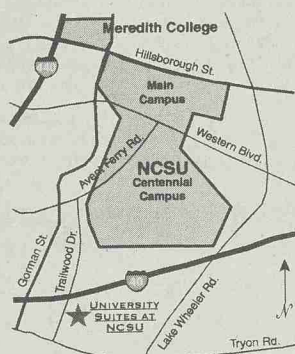 Meredith College
Hillsborough St.
Main
Campus
Western Blvd.
Avent Ferry Rd.
NCSU
Centennial
Campus
Gorman St.
Trailwood Dr.
UNIVERSITY
SUITES AT
NCSU
Lake Wheeler Rd.
N
Tryon Rd.